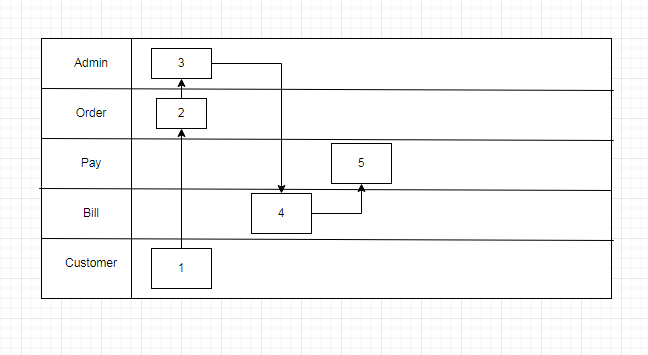 Admin
3
Order
2
Pay
5
Bill
4
Customer
1